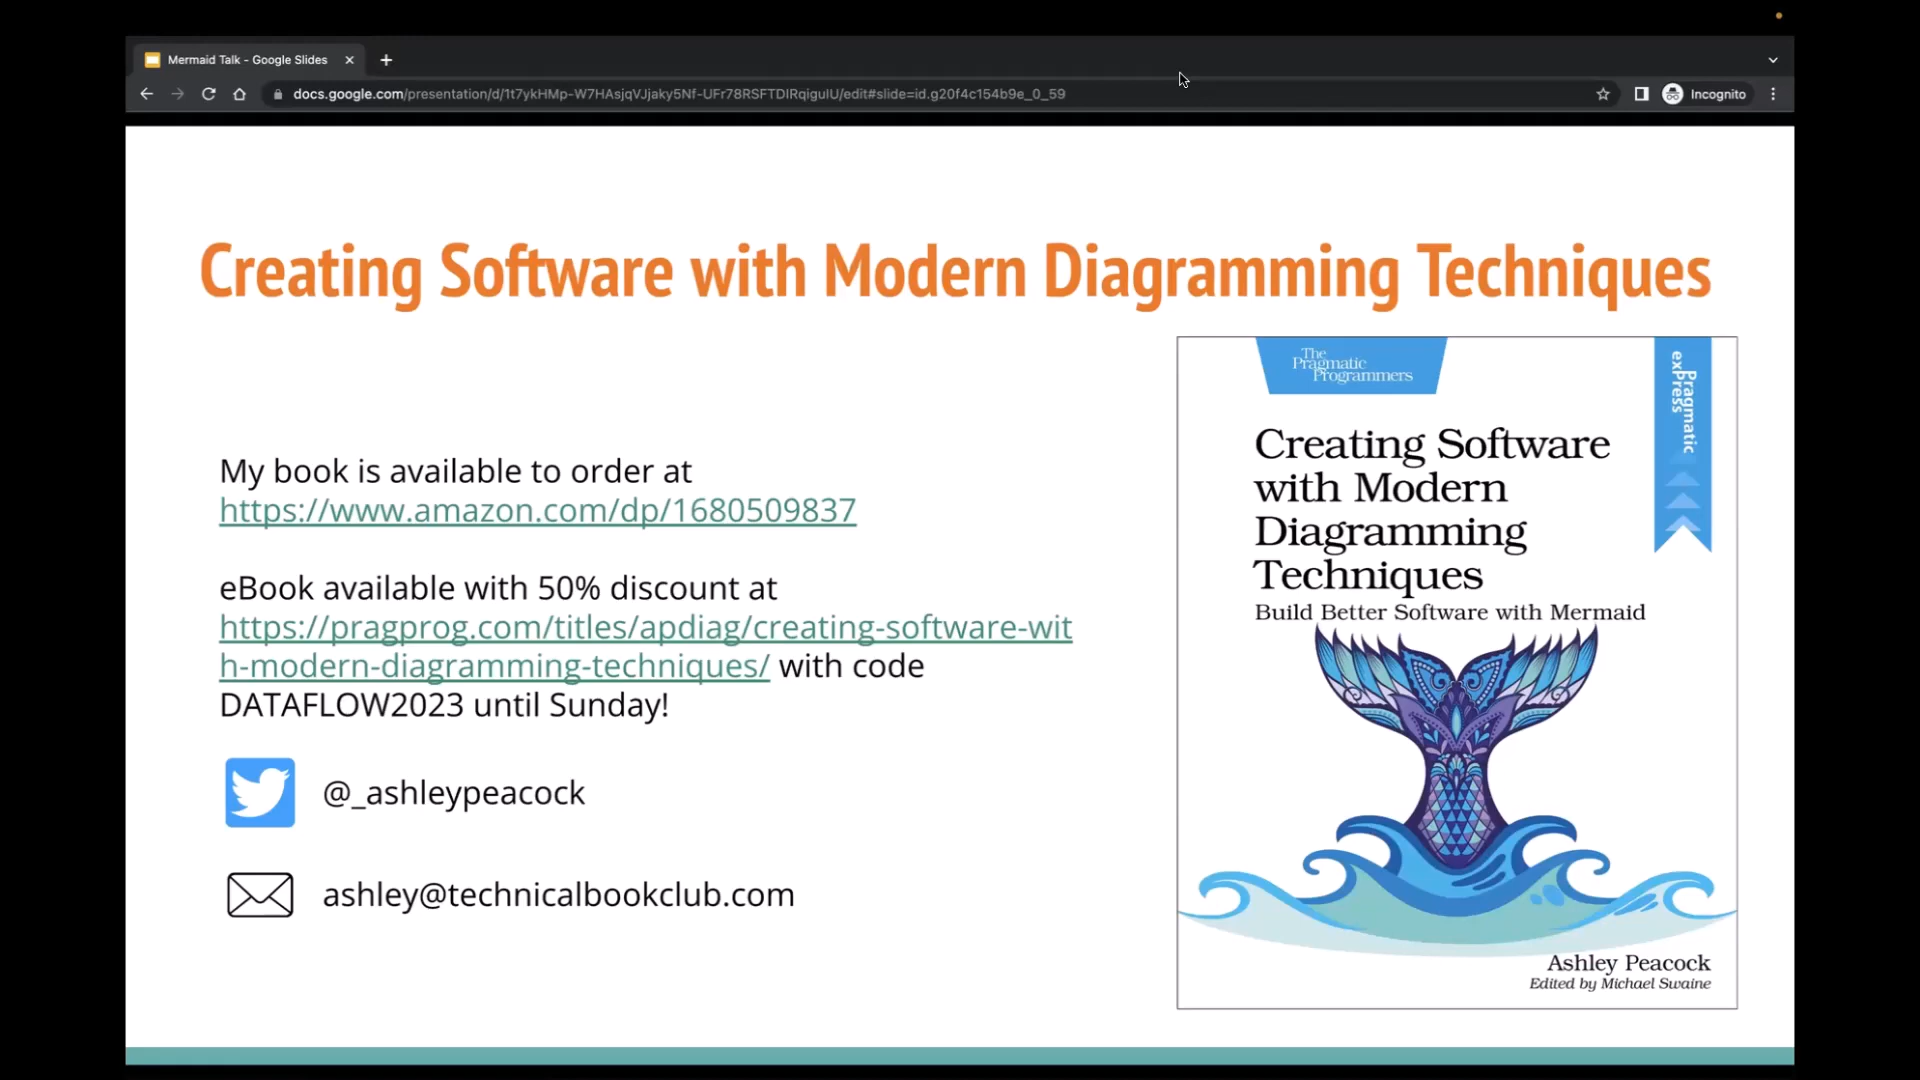 Mermaid Talk - Google Slides
docs.google.com/presentation/d/1t7ykHMp-W7HAsjqVJjaky5Nf-UFr78RSFTDIRqiguIU/edit#slide=id.g20f4c154b9e_0_59
Incognito
Creating Software with Modern Diagramming Techniques
My book is available to order at
https://www.amazon.com/dp/1680509837
eBook available with 50% discount at
https://pragprog.com/titles/apdiag/creating-software-wit
h-modern-diagramming-techniques/ with code
DATAFLOW2023 until Sunday!
@_ashleypeacock
ashley@technicalbookclub.com
The
Pragmatic
Programmers
Pragmatic
exPress
Creating Software
with Modern
Diagramming
Techniques
Build Better Software with Mermaid
Ashley Peacock
Edited by Michael Swaine